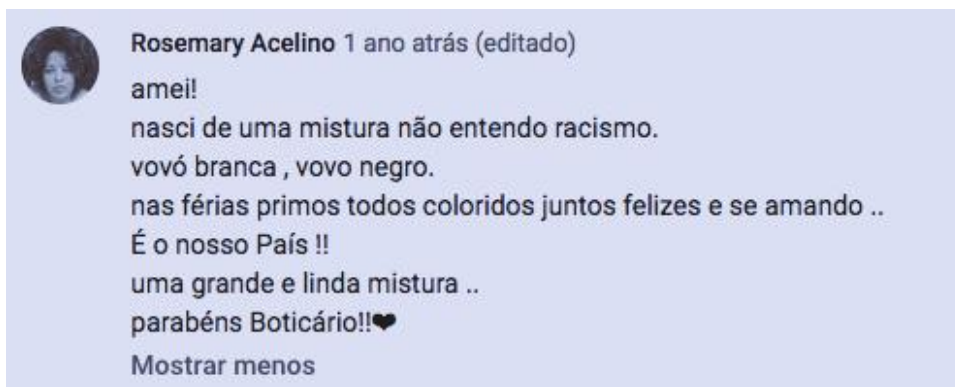 Rosemary Acelino 1 ano atrás (editado)
amei!
nasci de uma mistura não entendo racismo.
vovó branca , vovo negro.
nas férias primos todos coloridos juntos felizes e se amando ..
É o nosso País !!
uma grande e linda mistura ..
parabéns Boticário!!❤
Mostrar menos